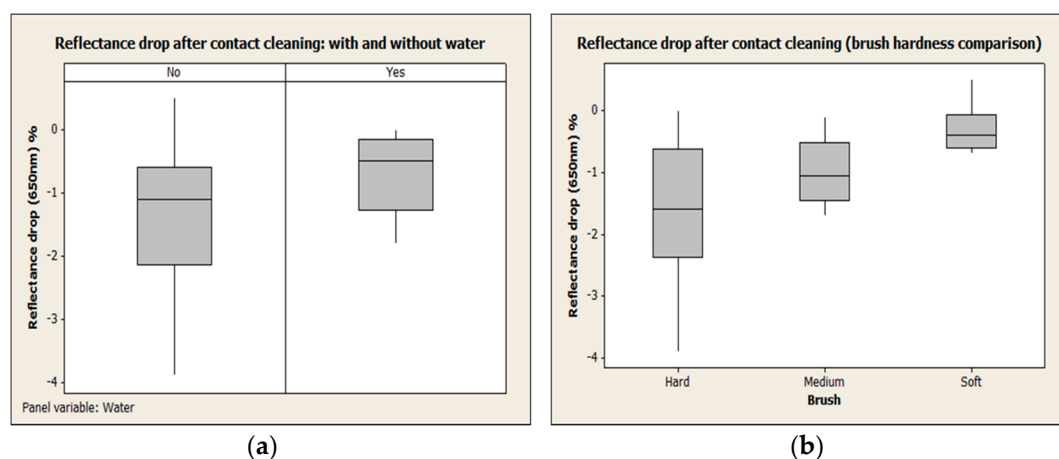 Reflectance drop after contact cleaning: with and without water
No Yes
Reflectance drop (650nm) %
0
-1
-2
-3
-4
Panel variable: Water
(a)
Reflectance drop after contact cleaning (brush hardness comparison)
Reflectance drop (650nm) %
0
-1
-2
-3
-4
Hard Medium Soft
Brush
(b)